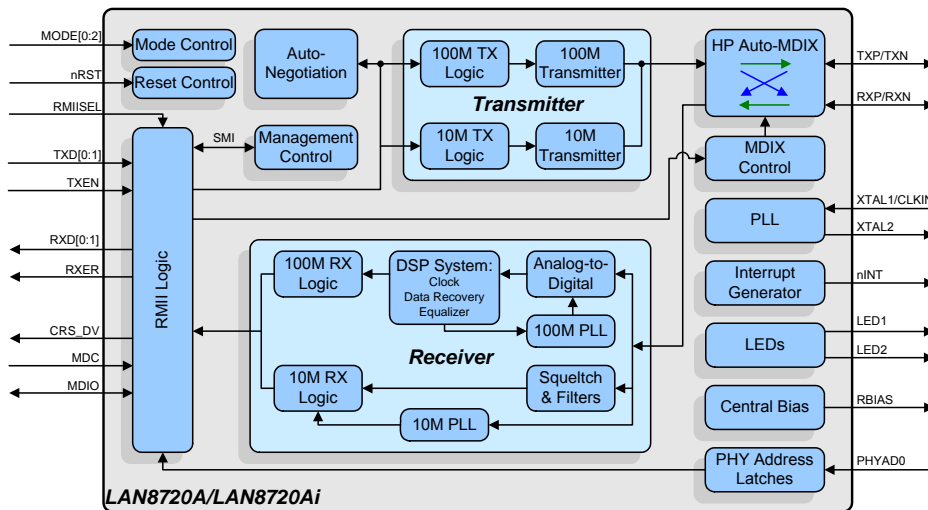 MODE[0:2]
nRST
RMIISEL
TXD[0:1]
TXEN
RXD[0:1]
RXER
CRS_DV
MDC
MDIO
Mode Control
Reset Control
RMII Logic
SMI
Auto-
Negotiation
Management
Control
100M TX
Logic
100M
Transmitter
Transmitter
10M TX
Logic
10M
Transmitter
100M RX
Logic
DSP System:
Clock
Data Recovery
Equalizer
Analog-to-
Digital
100M PLL
Receiver
10M RX
Logic
Squeltch
& Filters
10M PLL
HP Auto-MDIX
MDIX
Control
PLL
Interrupt
Generator
LEDs
Central Bias
PHY Address
Latches
TXP/TXN
RXP/RXN
XTAL1/CLKIN
XTAL2
nINT
LED1
LED2
RBIAS
PHYAD0
LAN8720A/LAN8720Ai